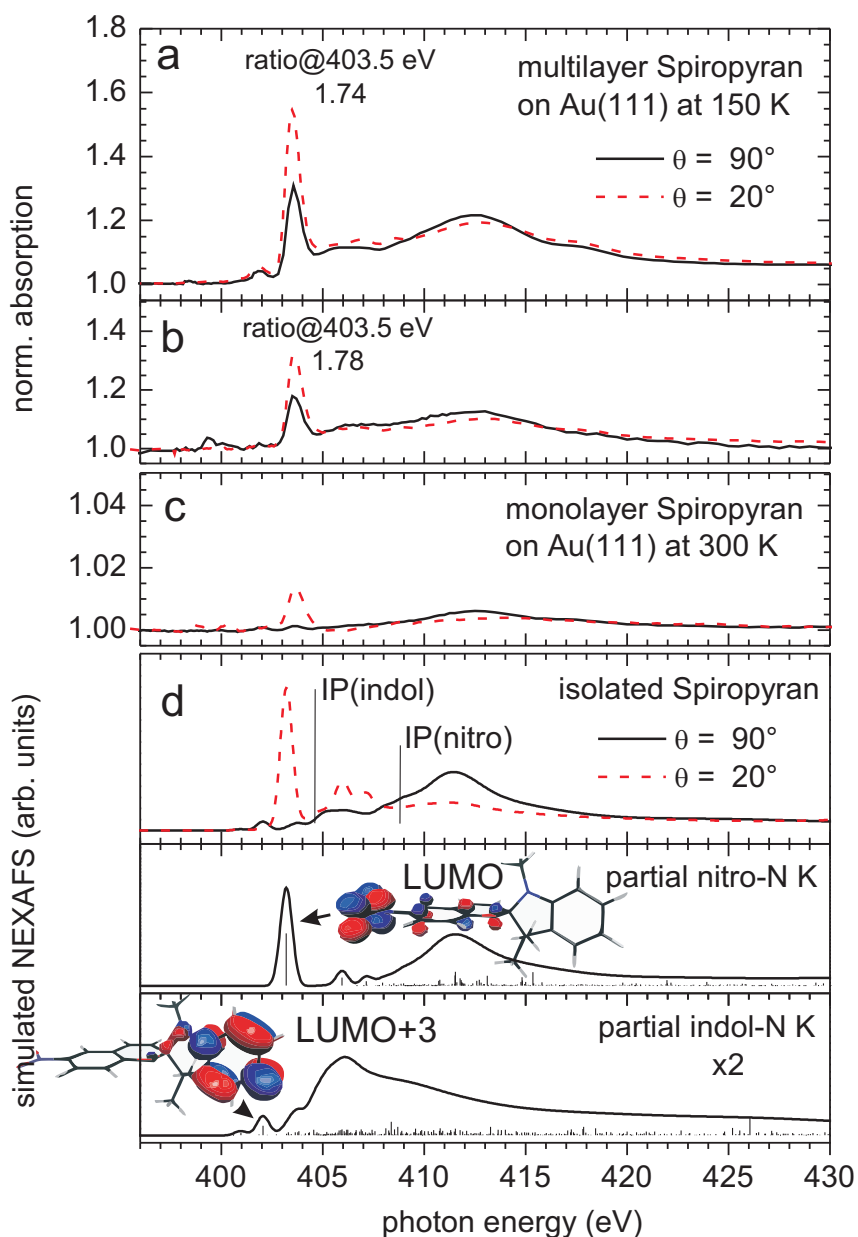 1.8
a
ratio@403.5 eV
1.74
multilayer Spiropyran
on Au(111) at 150 K
1.6
1.4
θ = 90°
θ = 20°
1.2
1.0
norm. absorption
1.4
b
ratio@403.5 eV
1.78
1.2
1.0
c
1.04
monolayer Spiropyran
on Au(111) at 300 K
1.02
1.00
d
IP(indol)
isolated Spiropyran
IP(nitro)
θ = 90°
θ = 20°
simulated NEXAFS (arb. units)
LUMO
partial nitro-N K
LUMO+3
partial indol-N K
x2
400 405 410 415 420 425 430
photon energy (eV)